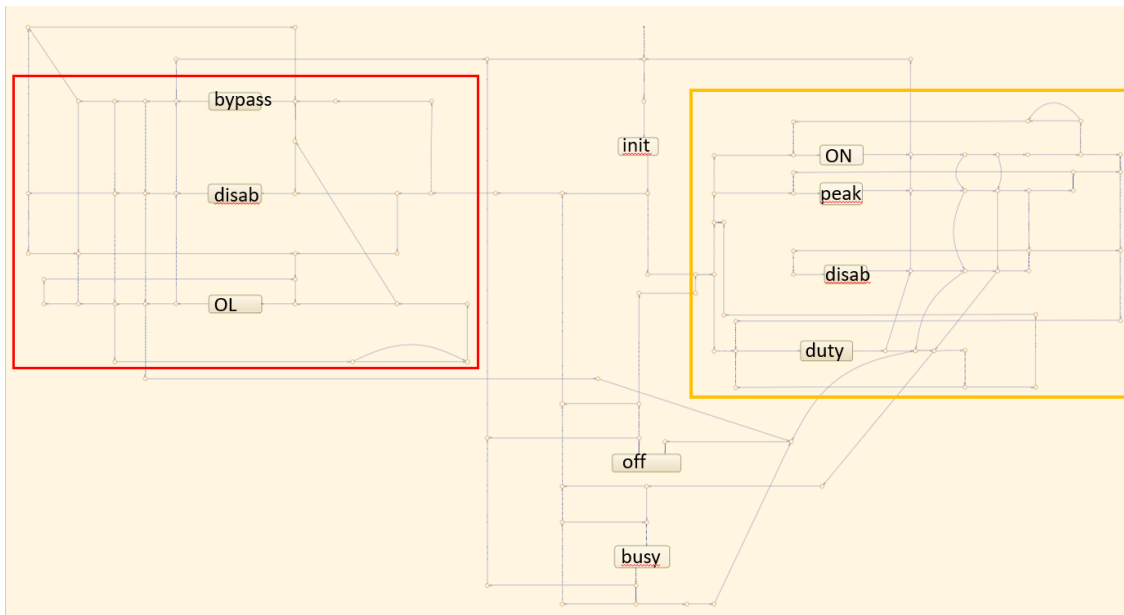 bypass
disab
OL
init
ON
peak
disab
duty
off
busy